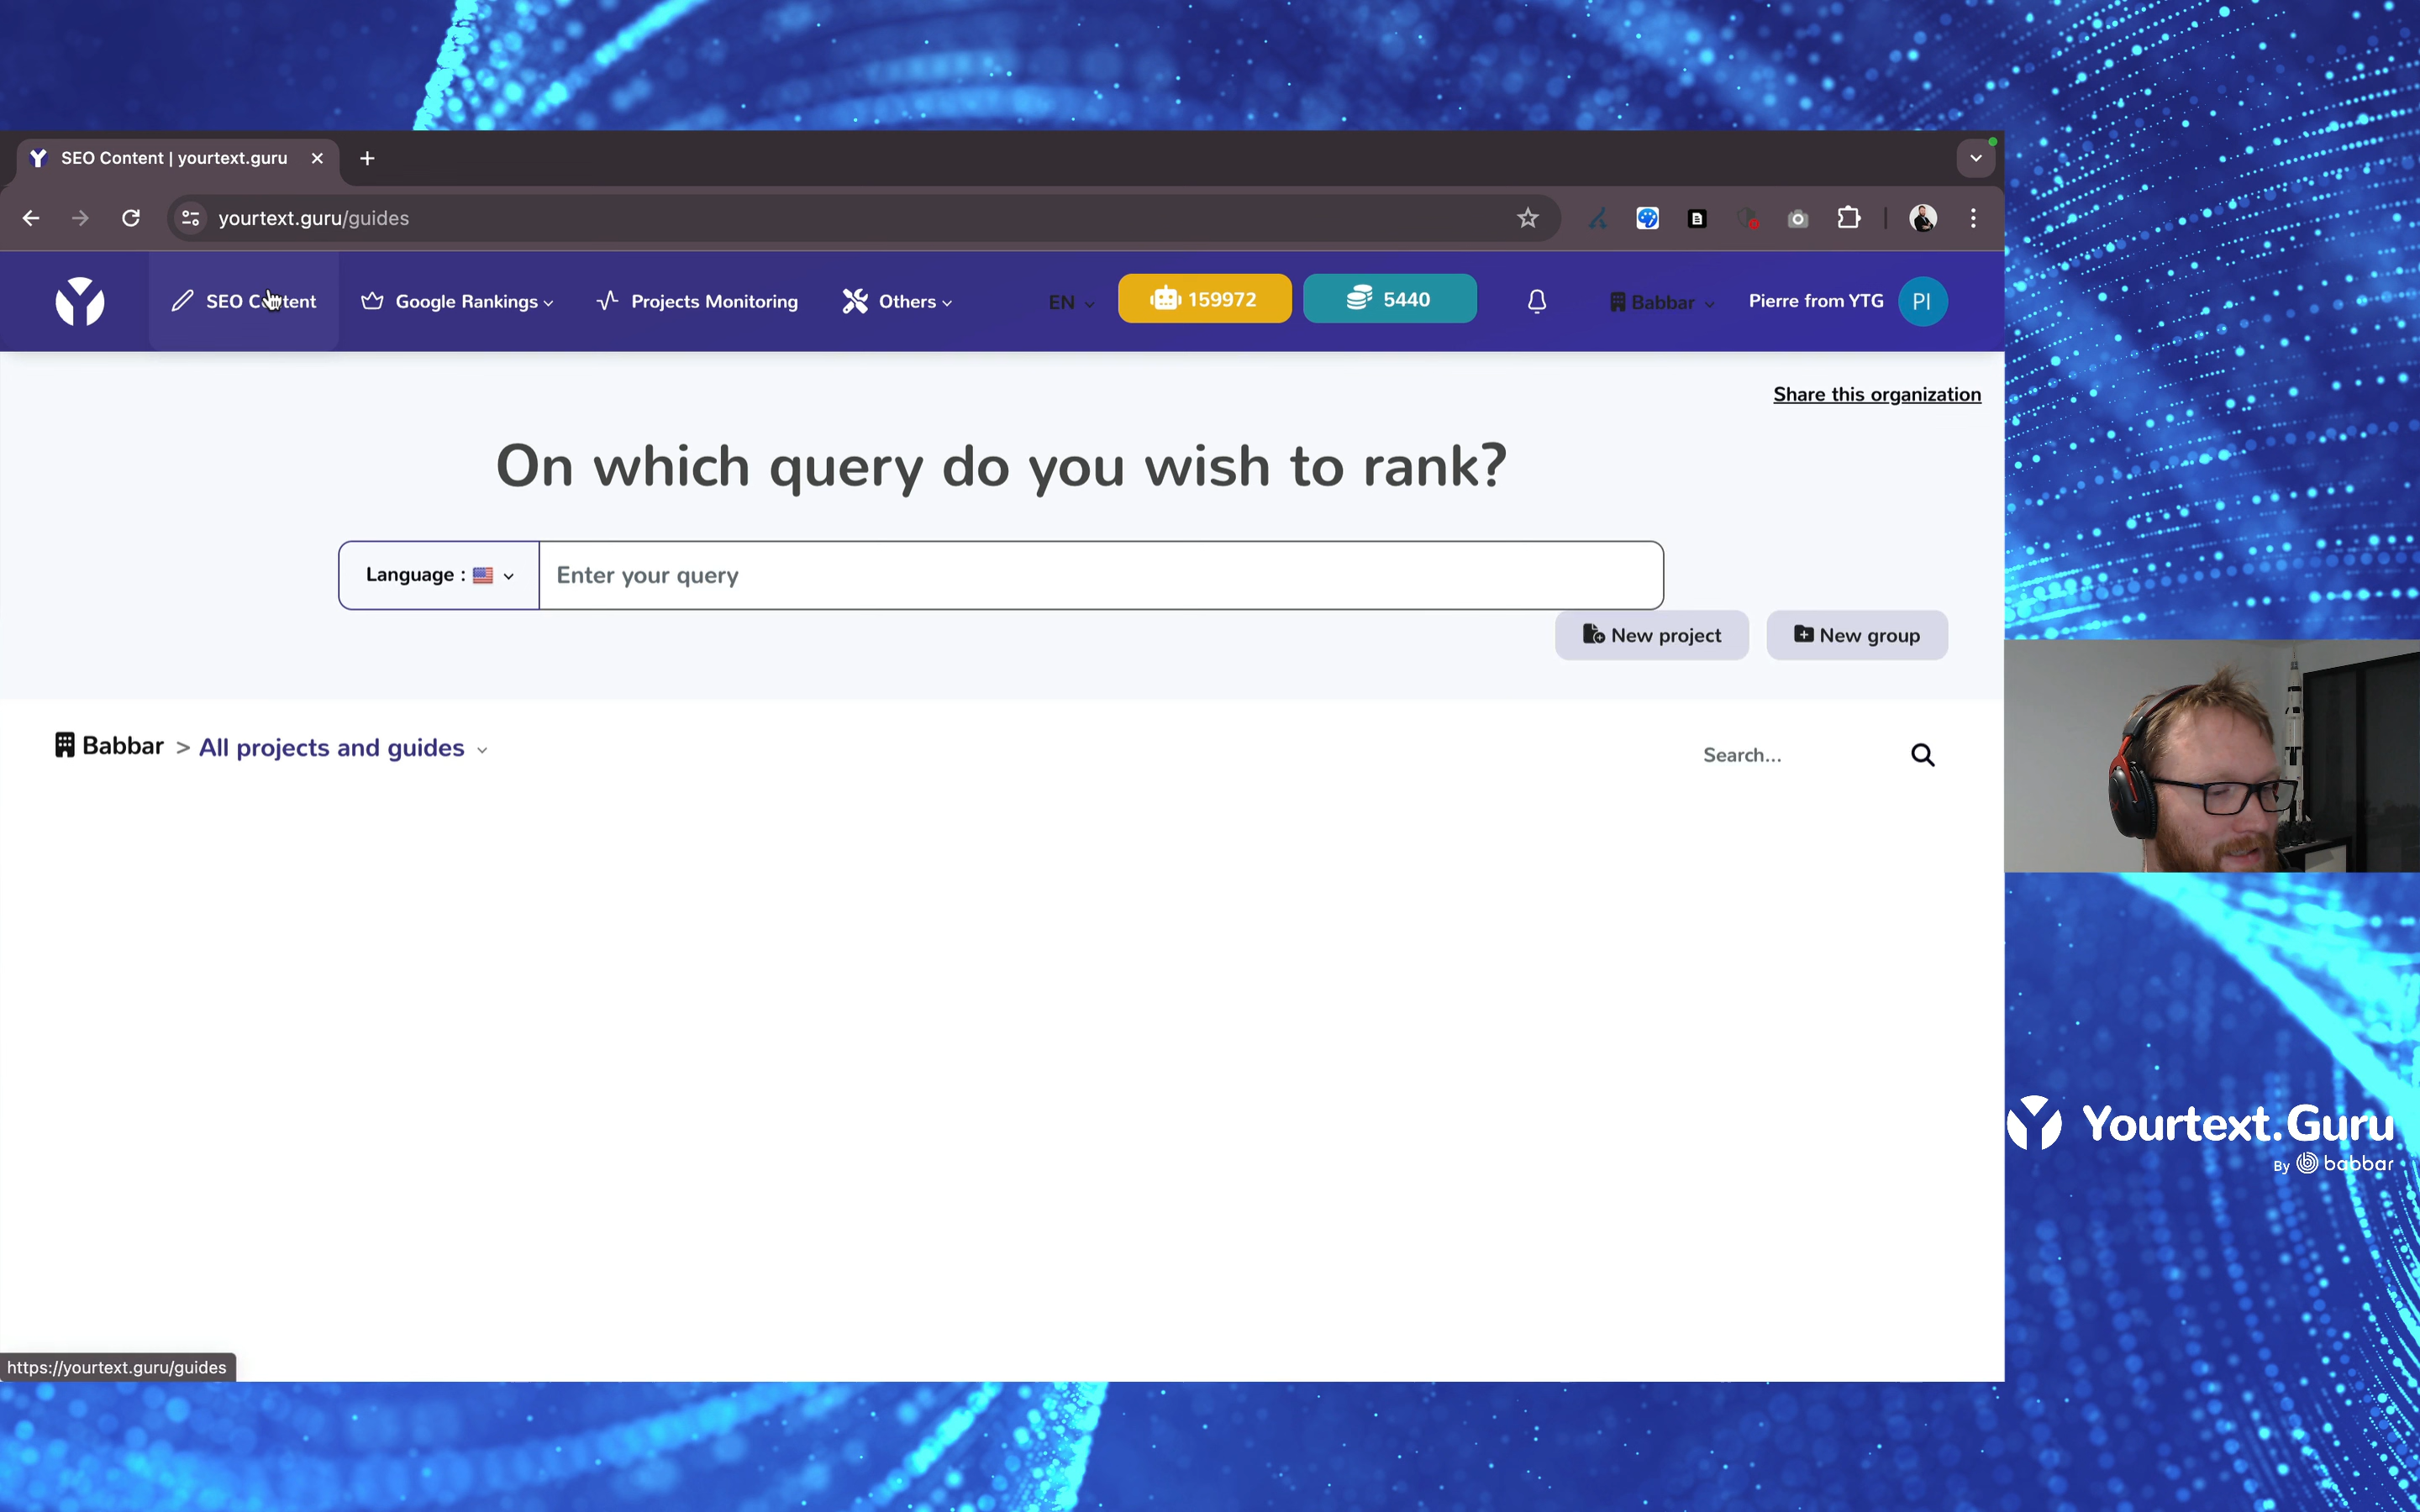 SEO Content | yourtext.guru
yourtext.guru/guides
SEO Content
Google Rankings
Projects Monitoring
Others
EN
159972
5440
Babbar
Pierre from YTG
PI
Share this organization
On which query do you wish to rank?
Language :
Enter your query
New project
New group
Babbar > All projects and guides
Search...
https://yourtext.guru/guides
Yourtext.Guru
By babbar